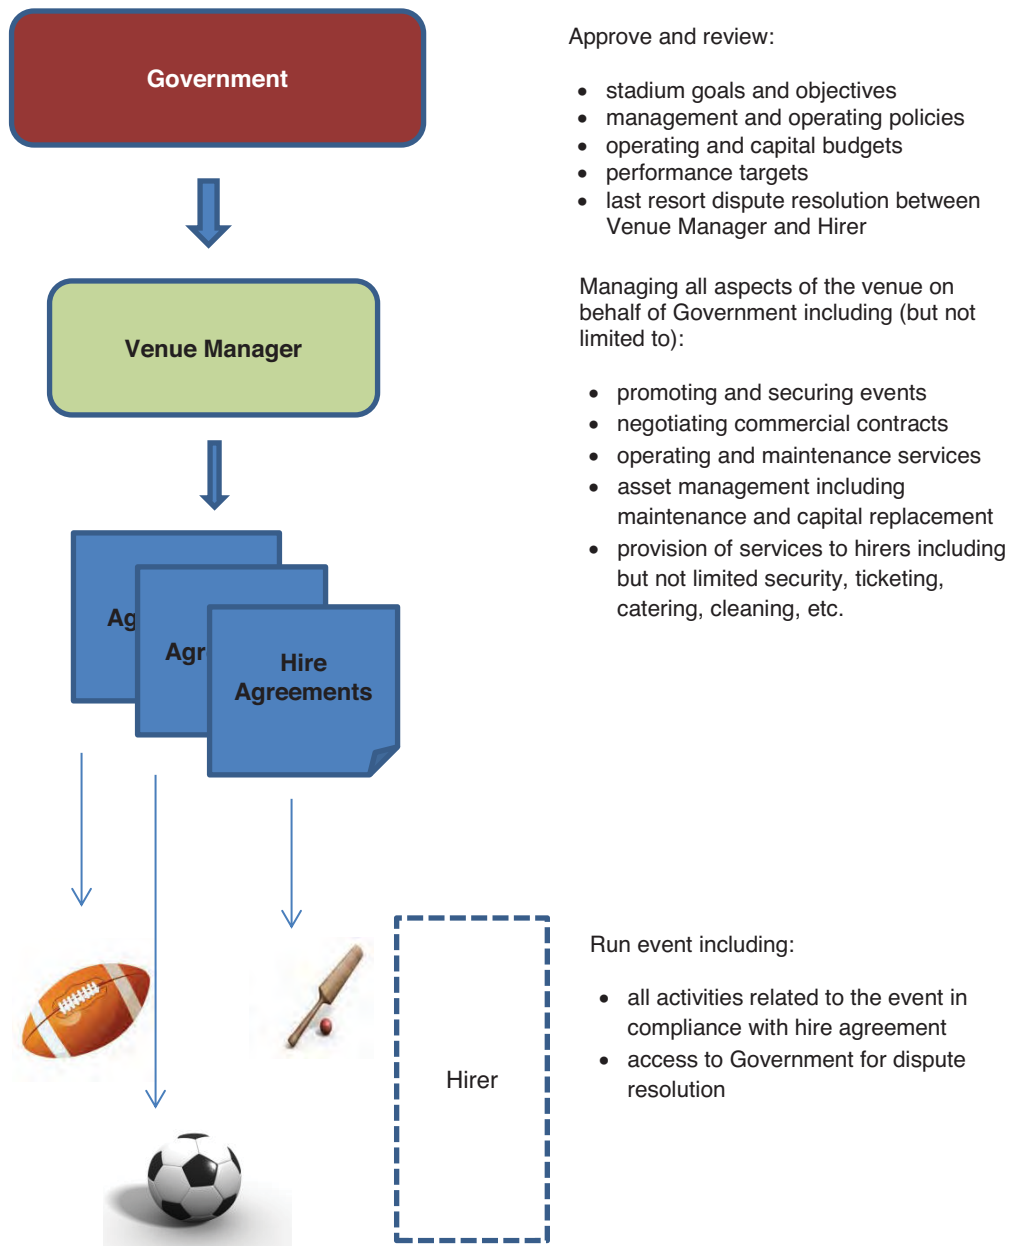 Government
Approve and review:
• stadium goals and objectives
• management and operating policies
• operating and capital budgets
• performance targets
• last resort dispute resolution between
Venue Manager and Hirer
Venue Manager
Managing all aspects of the venue on
behalf of Government including (but not
limited to):
• promoting and securing events
• negotiating commercial contracts
• operating and maintenance services
• asset management including
maintenance and capital replacement
• provision of services to hirers including
but not limited security, ticketing,
catering, cleaning, etc.
Ag
Agr
Hire
Agreements
Hirer
Run event including:
• all activities related to the event in
compliance with hire agreement
• access to Government for dispute
resolution